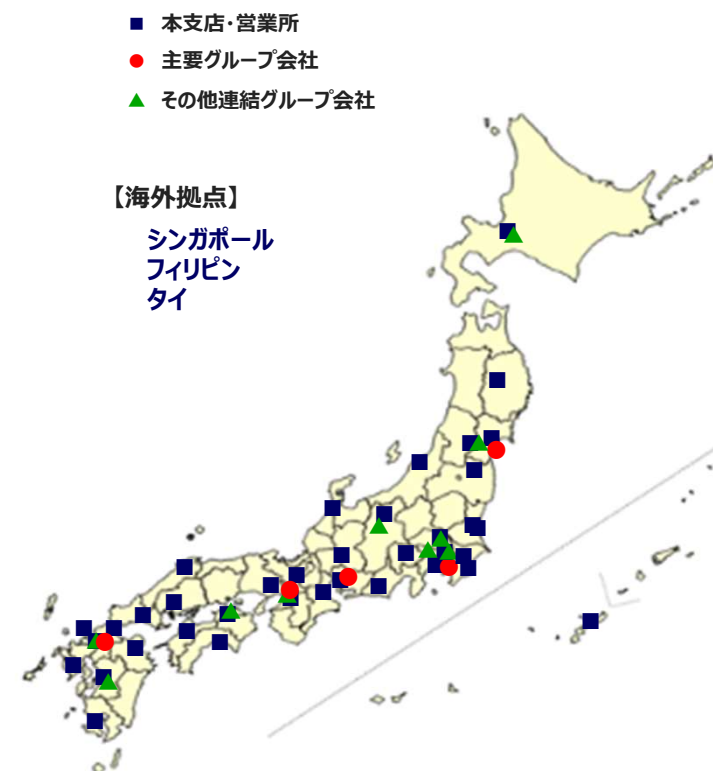 本支店・営業所
主要グループ会社
その他連結グループ会社
【海外拠点】
シンガポール
フィリピン
タイ